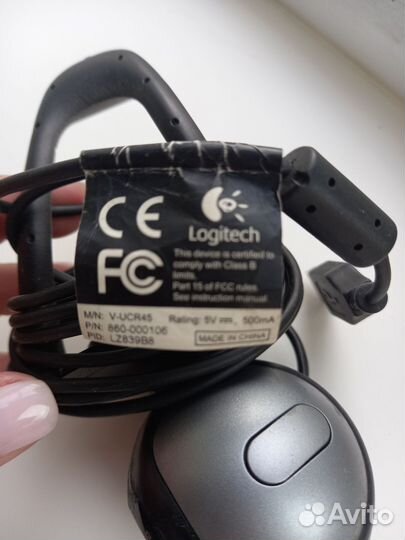 CE
Logitech
FC
This device is certified to
comply with Class B
limits.
Part 15 of FCC rules.
See instruction manual.
M/N: V-UCR45 Rating: 5V ⎓, 500mA
P/N: 860-000106
PID: LZ839B8 MADE IN CHINA
Avito